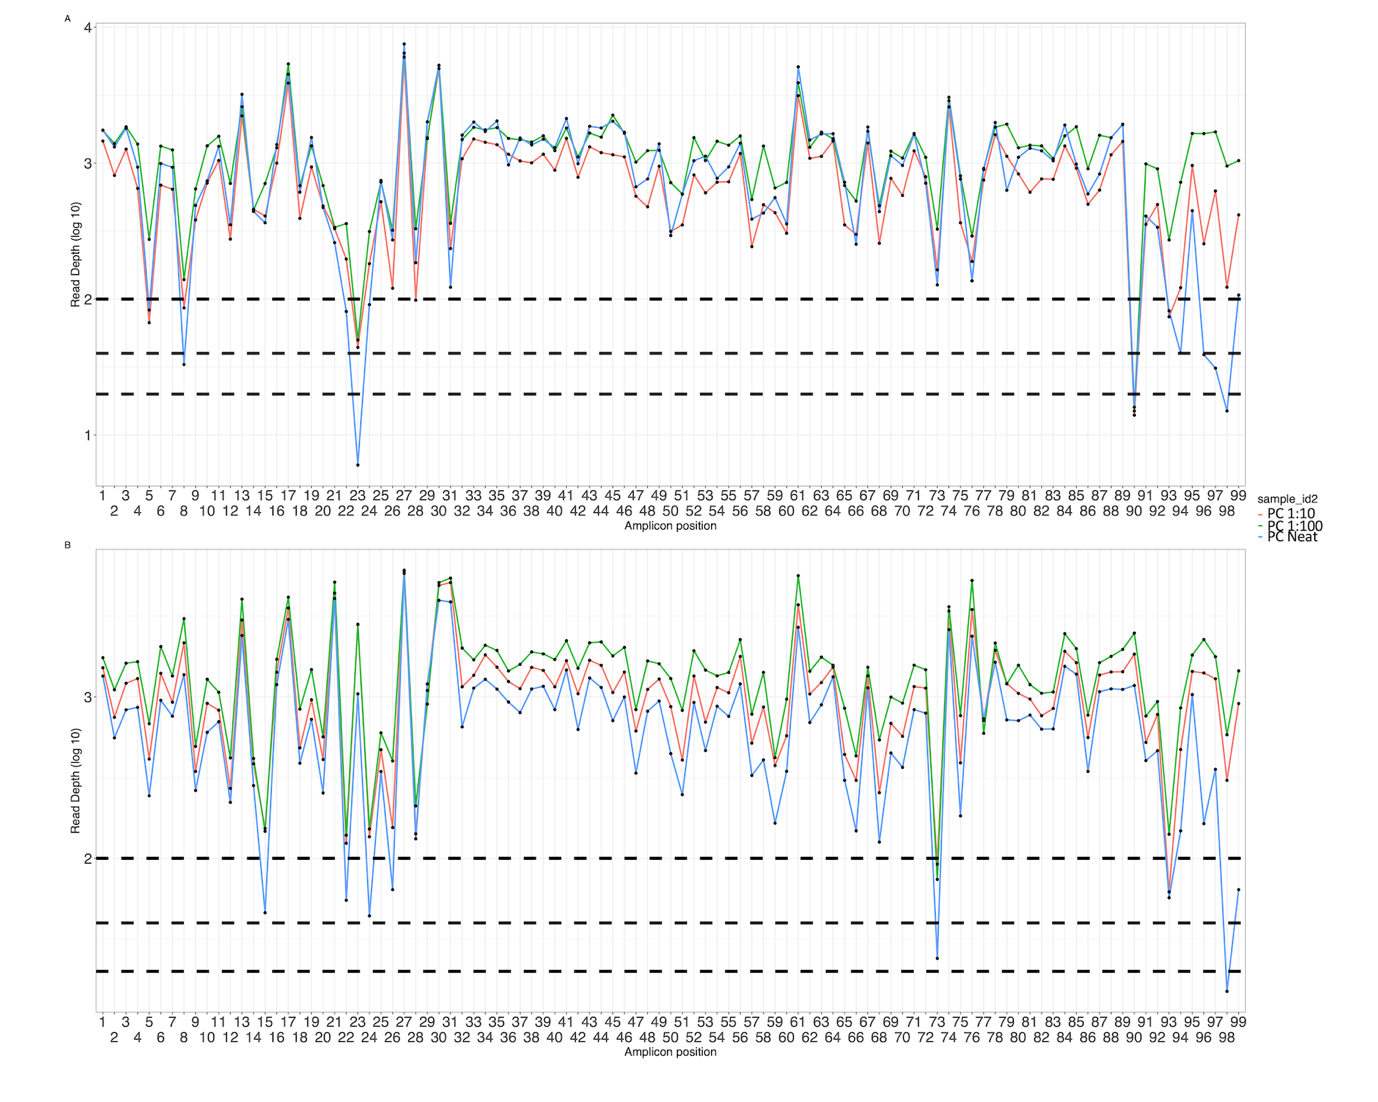 A
4
3
2
1
Read Depth (log 10)
1 3 5 7 9 11 13 15 17 19 21 23 25 27 29 31 33 35 37 39 41 43 45 47 49 51 53 55 57 59 61 63 65 67 69 71 73 75 77 79 81 83 85 87 89 91 93 95 97 99
2 4 6 8 10 12 14 16 18 20 22 24 26 28 30 32 34 36 38 40 42 44 46 48 50 52 54 56 58 60 62 64 66 68 70 72 74 76 78 80 82 84 86 88 90 92 94 96 98
Amplicon position
sample_id2
PC 1:10
PC 1:100
PC Neat
B
3
2
Read Depth (log 10)
1 3 5 7 9 11 13 15 17 19 21 23 25 27 29 31 33 35 37 39 41 43 45 47 49 51 53 55 57 59 61 63 65 67 69 71 73 75 77 79 81 83 85 87 89 91 93 95 97 99
2 4 6 8 10 12 14 16 18 20 22 24 26 28 30 32 34 36 38 40 42 44 46 48 50 52 54 56 58 60 62 64 66 68 70 72 74 76 78 80 82 84 86 88 90 92 94 96 98
Amplicon position